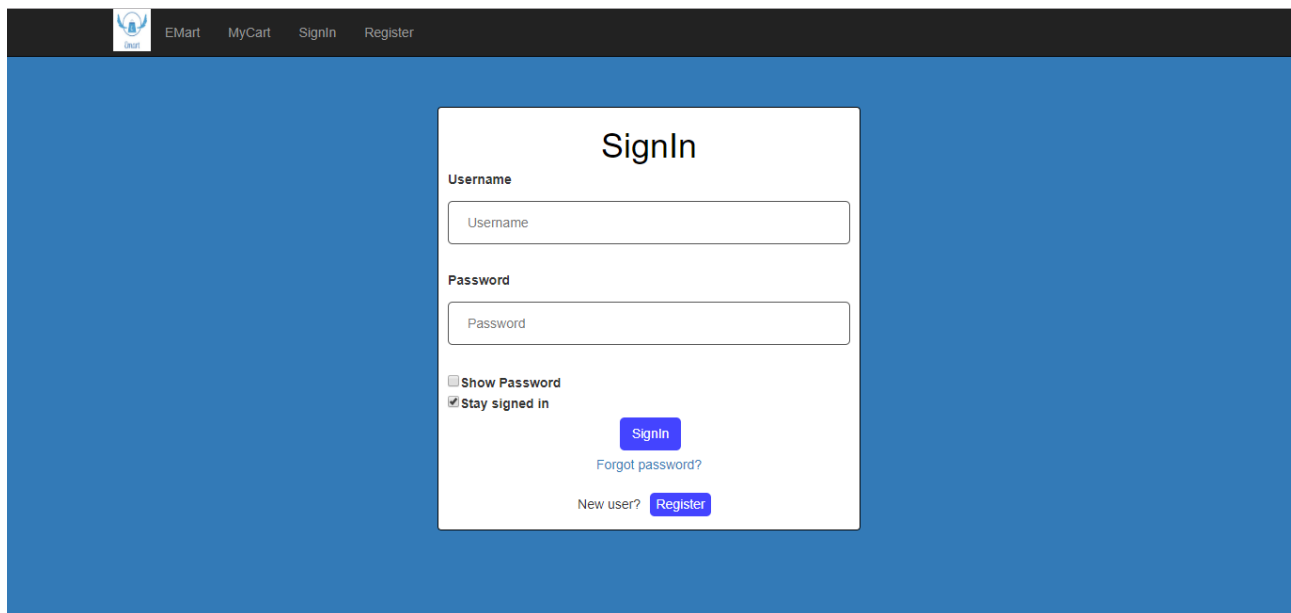 Emart
EMart MyCart SignIn Register
SignIn
Username
Username
Password
Password
Show Password
Stay signed in
SignIn
Forgot password?
New user? Register